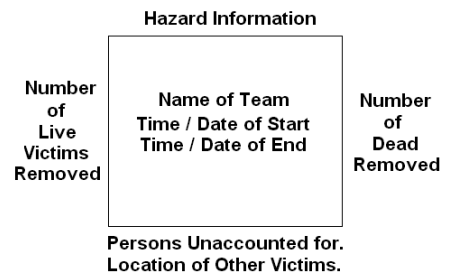 Hazard Information
Number
of
Live
Victims
Removed
Name of Team
Time / Date of Start
Time / Date of End
Number
of
Dead
Removed
Persons Unaccounted for.
Location of Other Victims.